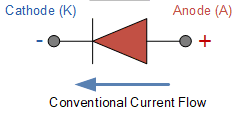 Cathode (K) Anode (A)
- +
Conventional Current Flow